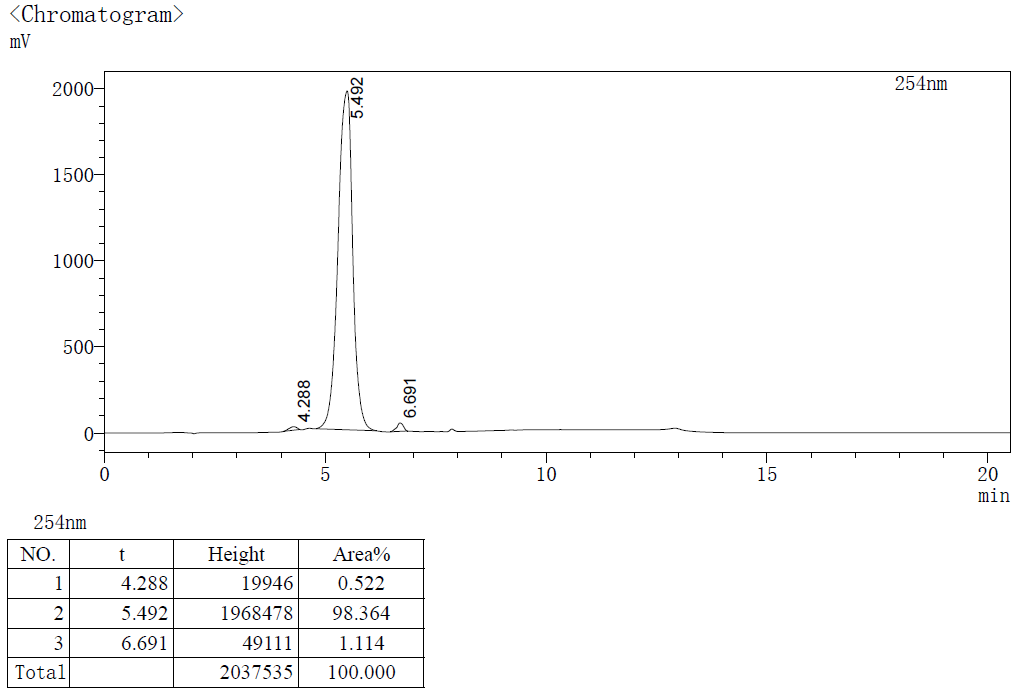 <Chromatogram>
mV
254nm
2000
1500
1000
500
0
4.288
5.492
6.691
0 5 10 15 20
min
254nm
NO. t Height Area%
1 4.288 19946 0.522
2 5.492 1968478 98.364
3 6.691 49111 1.114
Total 2037535 100.000